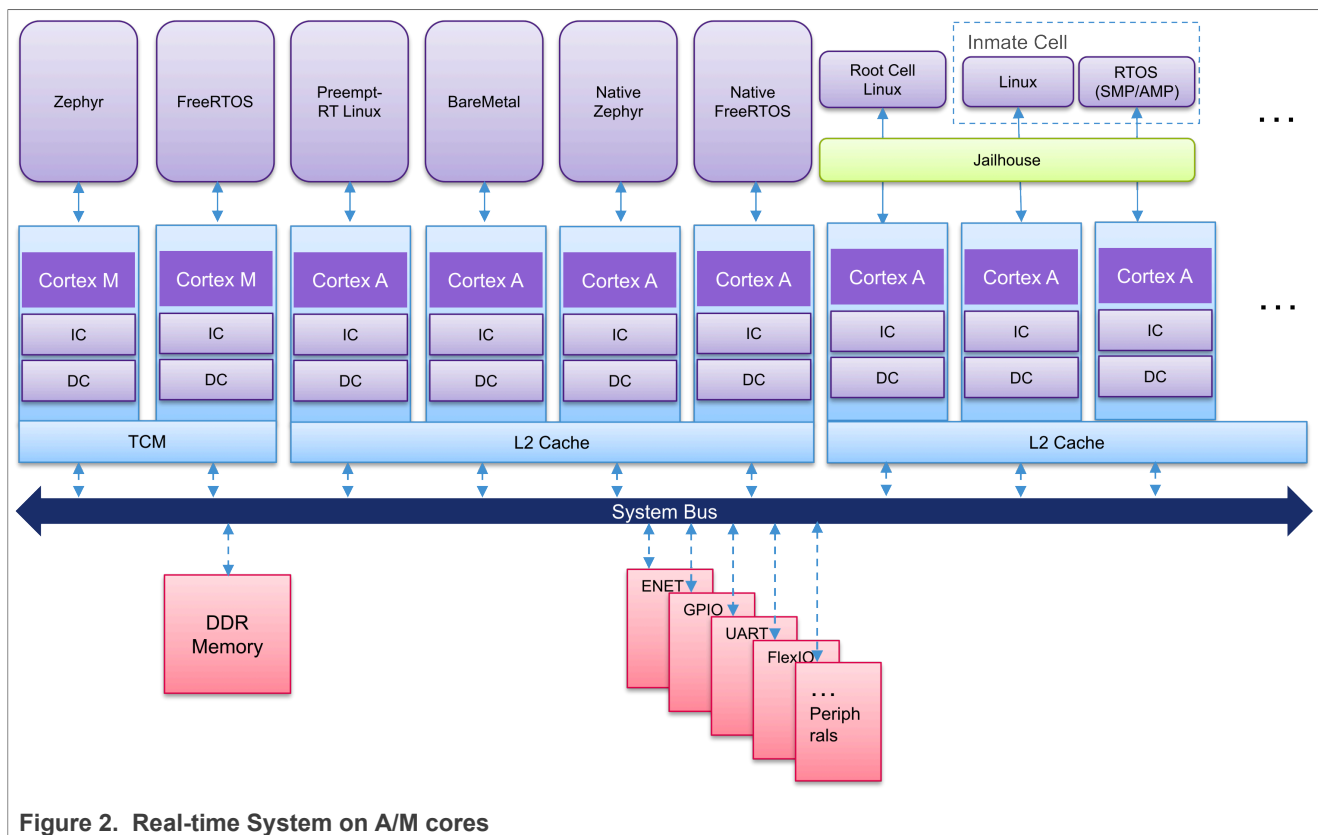 Zephyr
FreeRTOS
Preempt-
RT Linux
BareMetal
Native
Zephyr
Native
FreeRTOS
Root Cell
Linux
Inmate Cell
Linux
RTOS
(SMP/AMP)
...
Jailhouse
Cortex M
Cortex M
Cortex A
Cortex A
Cortex A
Cortex A
Cortex A
Cortex A
Cortex A
...
IC
IC
IC
IC
IC
IC
IC
IC
IC
DC
DC
DC
DC
DC
DC
DC
DC
DC
TCM
L2 Cache
L2 Cache
System Bus
DDR
Memory
ENET
GPIO
UART
FlexIO
...
Periph
rals
Figure 2. Real-time System on A/M cores